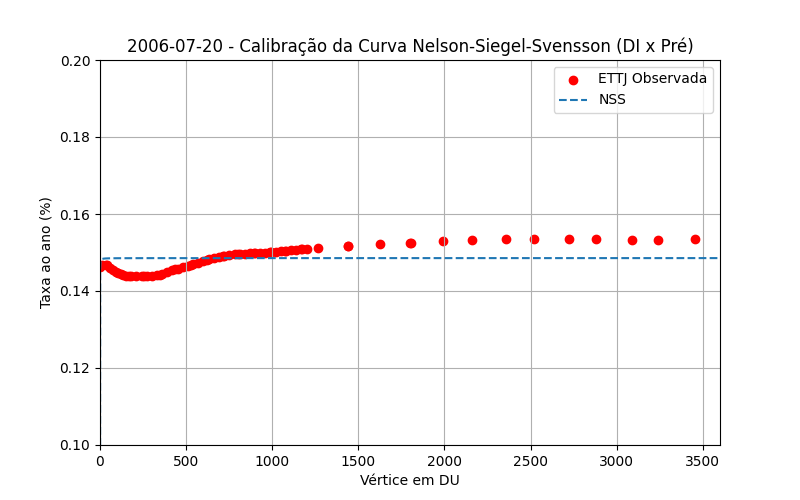 2006-07-20 - Calibração da Curva Nelson-Siegel-Svensson (DI x Pré)
ETTJ Observada
NSS
Taxa ao ano (%)
0.20
0.18
0.16
0.14
0.12
0.10
0 500 1000 1500 2000 2500 3000 3500
Vértice em DU